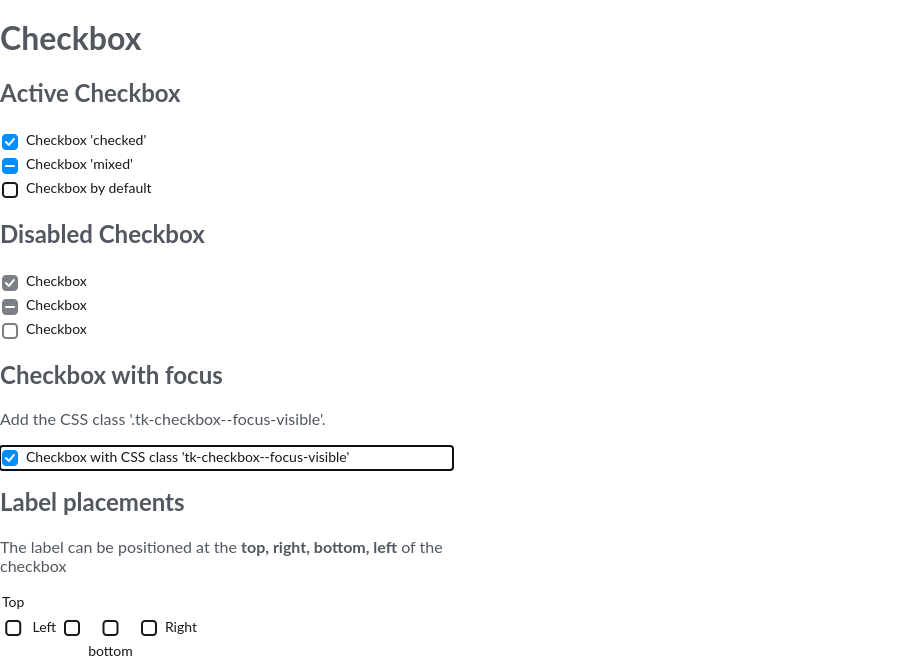 Checkbox
Active Checkbox
Checkbox 'checked'
Checkbox 'mixed'
Checkbox by default
Disabled Checkbox
Checkbox
Checkbox
Checkbox
Checkbox with focus
Add the CSS class '.tk-checkbox--focus-visible'.
Checkbox with CSS class 'tk-checkbox--focus-visible'
Label placements
The label can be positioned at the top, right, bottom, left of the
checkbox
Top
Left Right
bottom